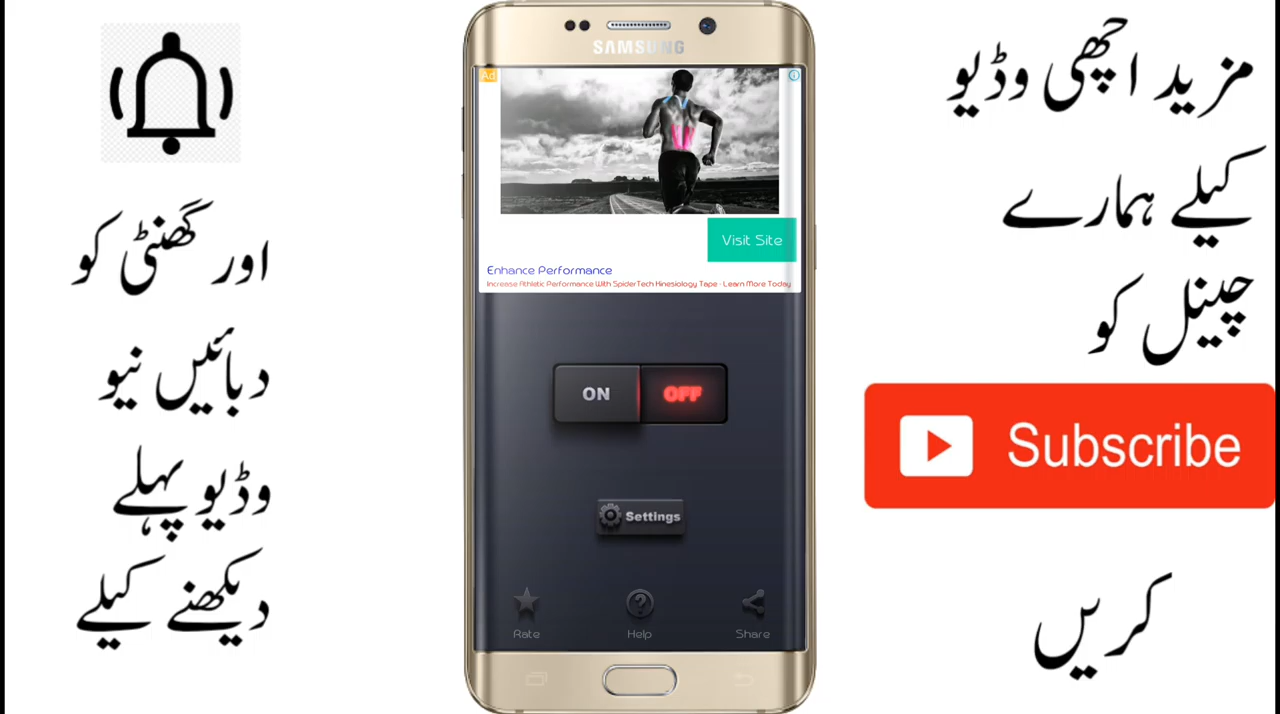 مزید اچھی وڈیو
کیلے ہمارے
چینل کو
Subscribe
کریں
اور گھنٹی کو
دبائیں نیو
وڈیو پہلے
دیکھنے کیلے
SAMSUNG
Ad
Visit Site
Enhance Performance
Increase Athletic Performance With SpiderTech Kinesiology Tape - Learn More Today
ON OFF
Settings
Rate Help Share